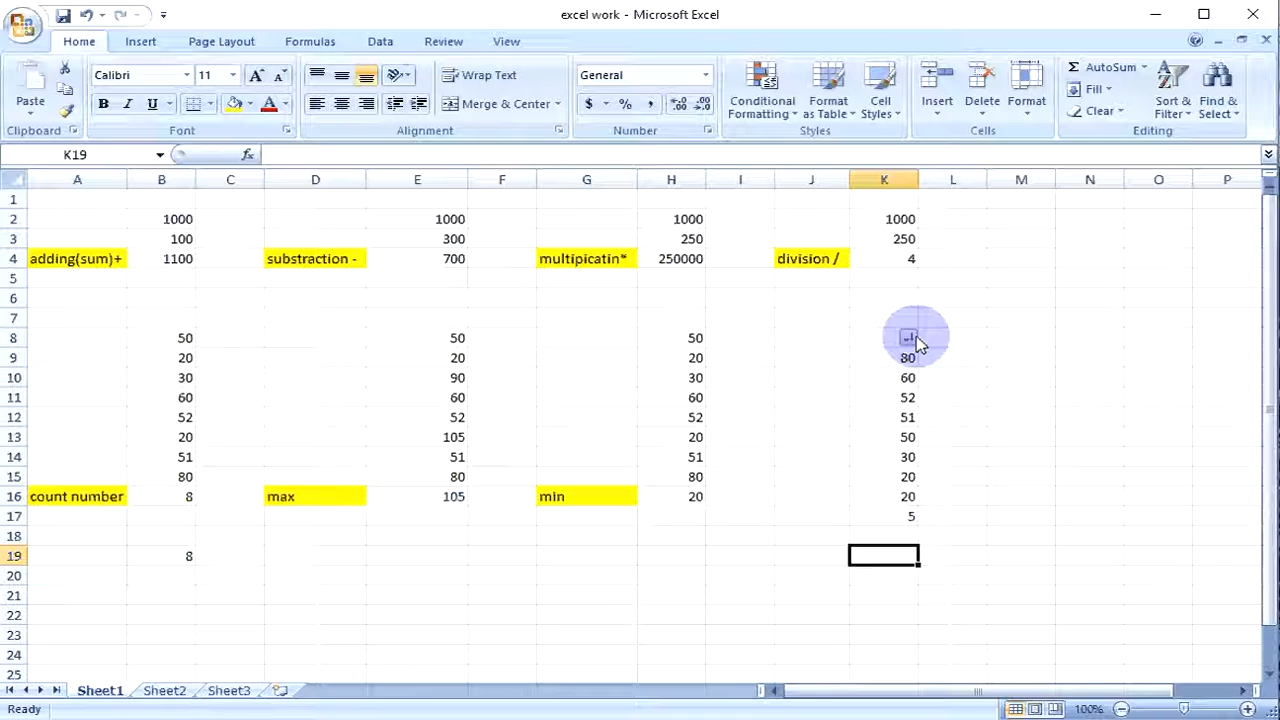 excel work - Microsoft Excel
Home Insert Page Layout Formulas Data Review View
Calibri 11 Wrap Text General AutoSum
Paste B I U Merge & Center $ % , Conditional Formatting Format as Table Cell Styles Insert Delete Format Fill Clear Sort & Filter Find & Select
Clipboard Font Alignment Number Styles Cells Editing
K19 fx
A B C D E F G H I J K L M N O P
1
2 1000 1000 1000 1000
3 100 300 250 250
4 adding(sum)+ 1100 substraction - 700 multipicatin* 250000 division / 4
5
6
7
8 50 50 50
9 20 20 20 80
10 30 90 30 60
11 60 60 60 52
12 52 52 52 51
13 20 105 20 50
14 51 51 51 30
15 80 80 80 20
16 count number 8 max 105 min 20 20
17 5
18
19 8
20
21
22
23
24
25
Sheet1 Sheet2 Sheet3
Ready 100%